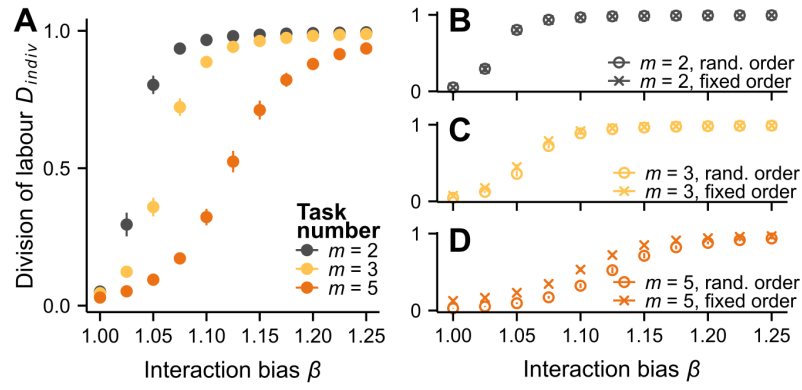 A
Division of labour D_indiv
1.0
0.5
0.0
Task
number
m = 2
m = 3
m = 5
1.00 1.05 1.10 1.15 1.20 1.25
Interaction bias β
B
1
0
m = 2, rand. order
m = 2, fixed order
C
1
0
m = 3, rand. order
m = 3, fixed order
D
1
0
m = 5, rand. order
m = 5, fixed order
1.00 1.05 1.10 1.15 1.20 1.25
Interaction bias β